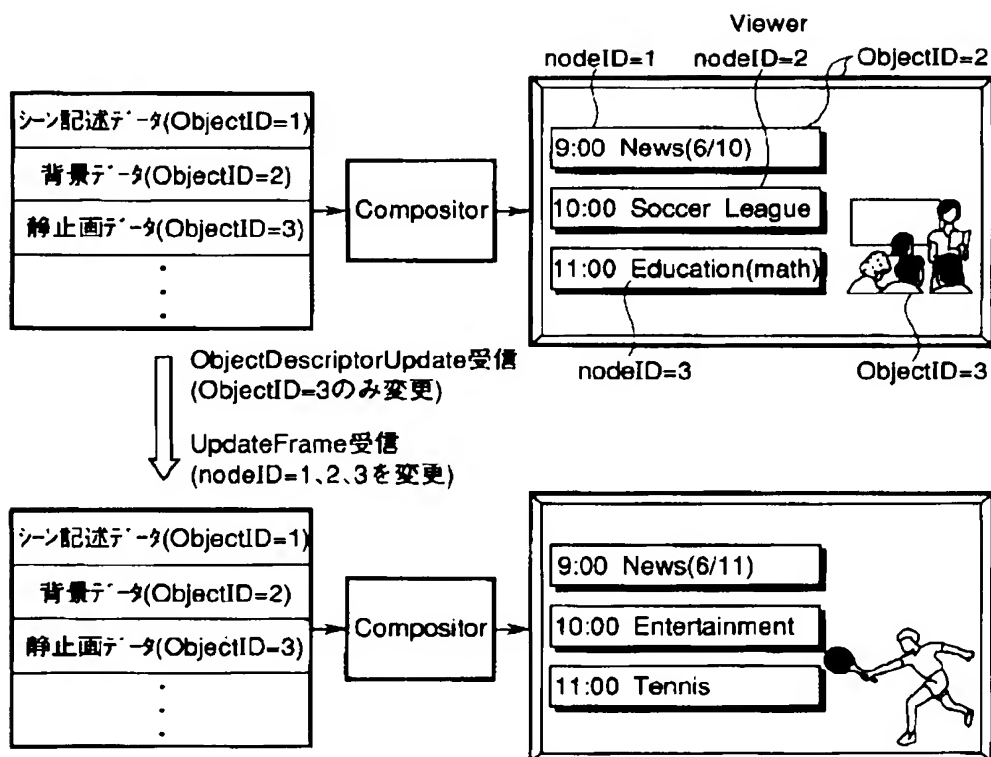 Viewer
nodeID=1
nodeID=2
ObjectID=2
シーン記述データ(ObjectID=1)
背景データ(ObjectID=2)
静止画データ(ObjectID=3)
Compositor
9:00 News(6/10)
10:00 Soccer League
11:00 Education(math)
nodeID=3
ObjectID=3
ObjectDescriptorUpdate受信
(ObjectID=3のみ変更)
UpdateFrame受信
(nodeID=1、2、3を変更)
シーン記述データ(ObjectID=1)
背景データ(ObjectID=2)
静止画データ(ObjectID=3)
Compositor
9:00 News(6/11)
10:00 Entertainment
11:00 Tennis